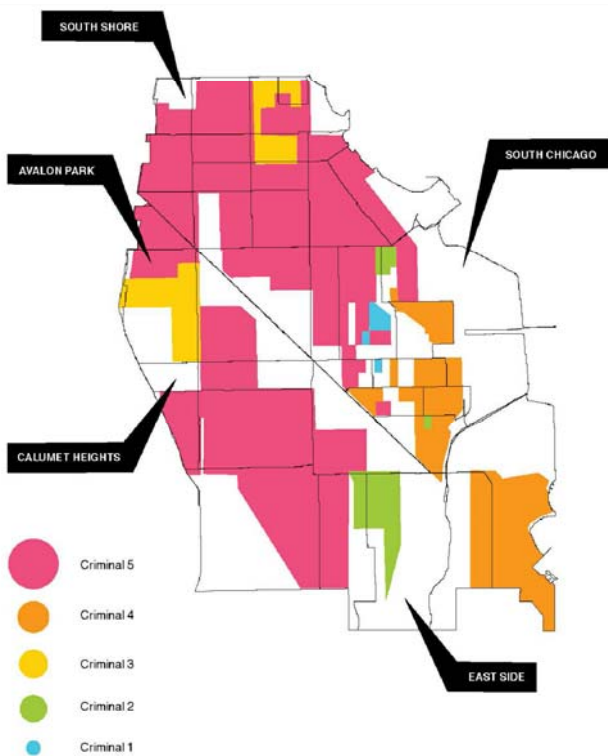 SOUTH SHORE
SOUTH CHICAGO
AVALON PARK
CALUMET HEIGHTS
Criminal 5
Criminal 4
Criminal 3
EAST SIDE
Criminal 2
Criminal 1